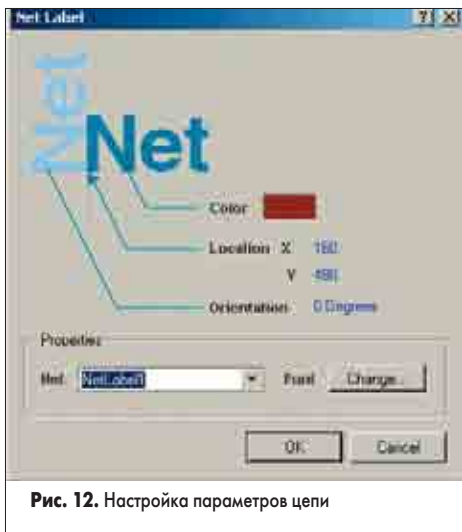 Net Label
Net
Net
Color
Location X 160
Y
Orientation 0 Degrees
Properties
Net NetLabel1 Font Change...
OK Cancel
Рис. 12. Настройка параметров цепи